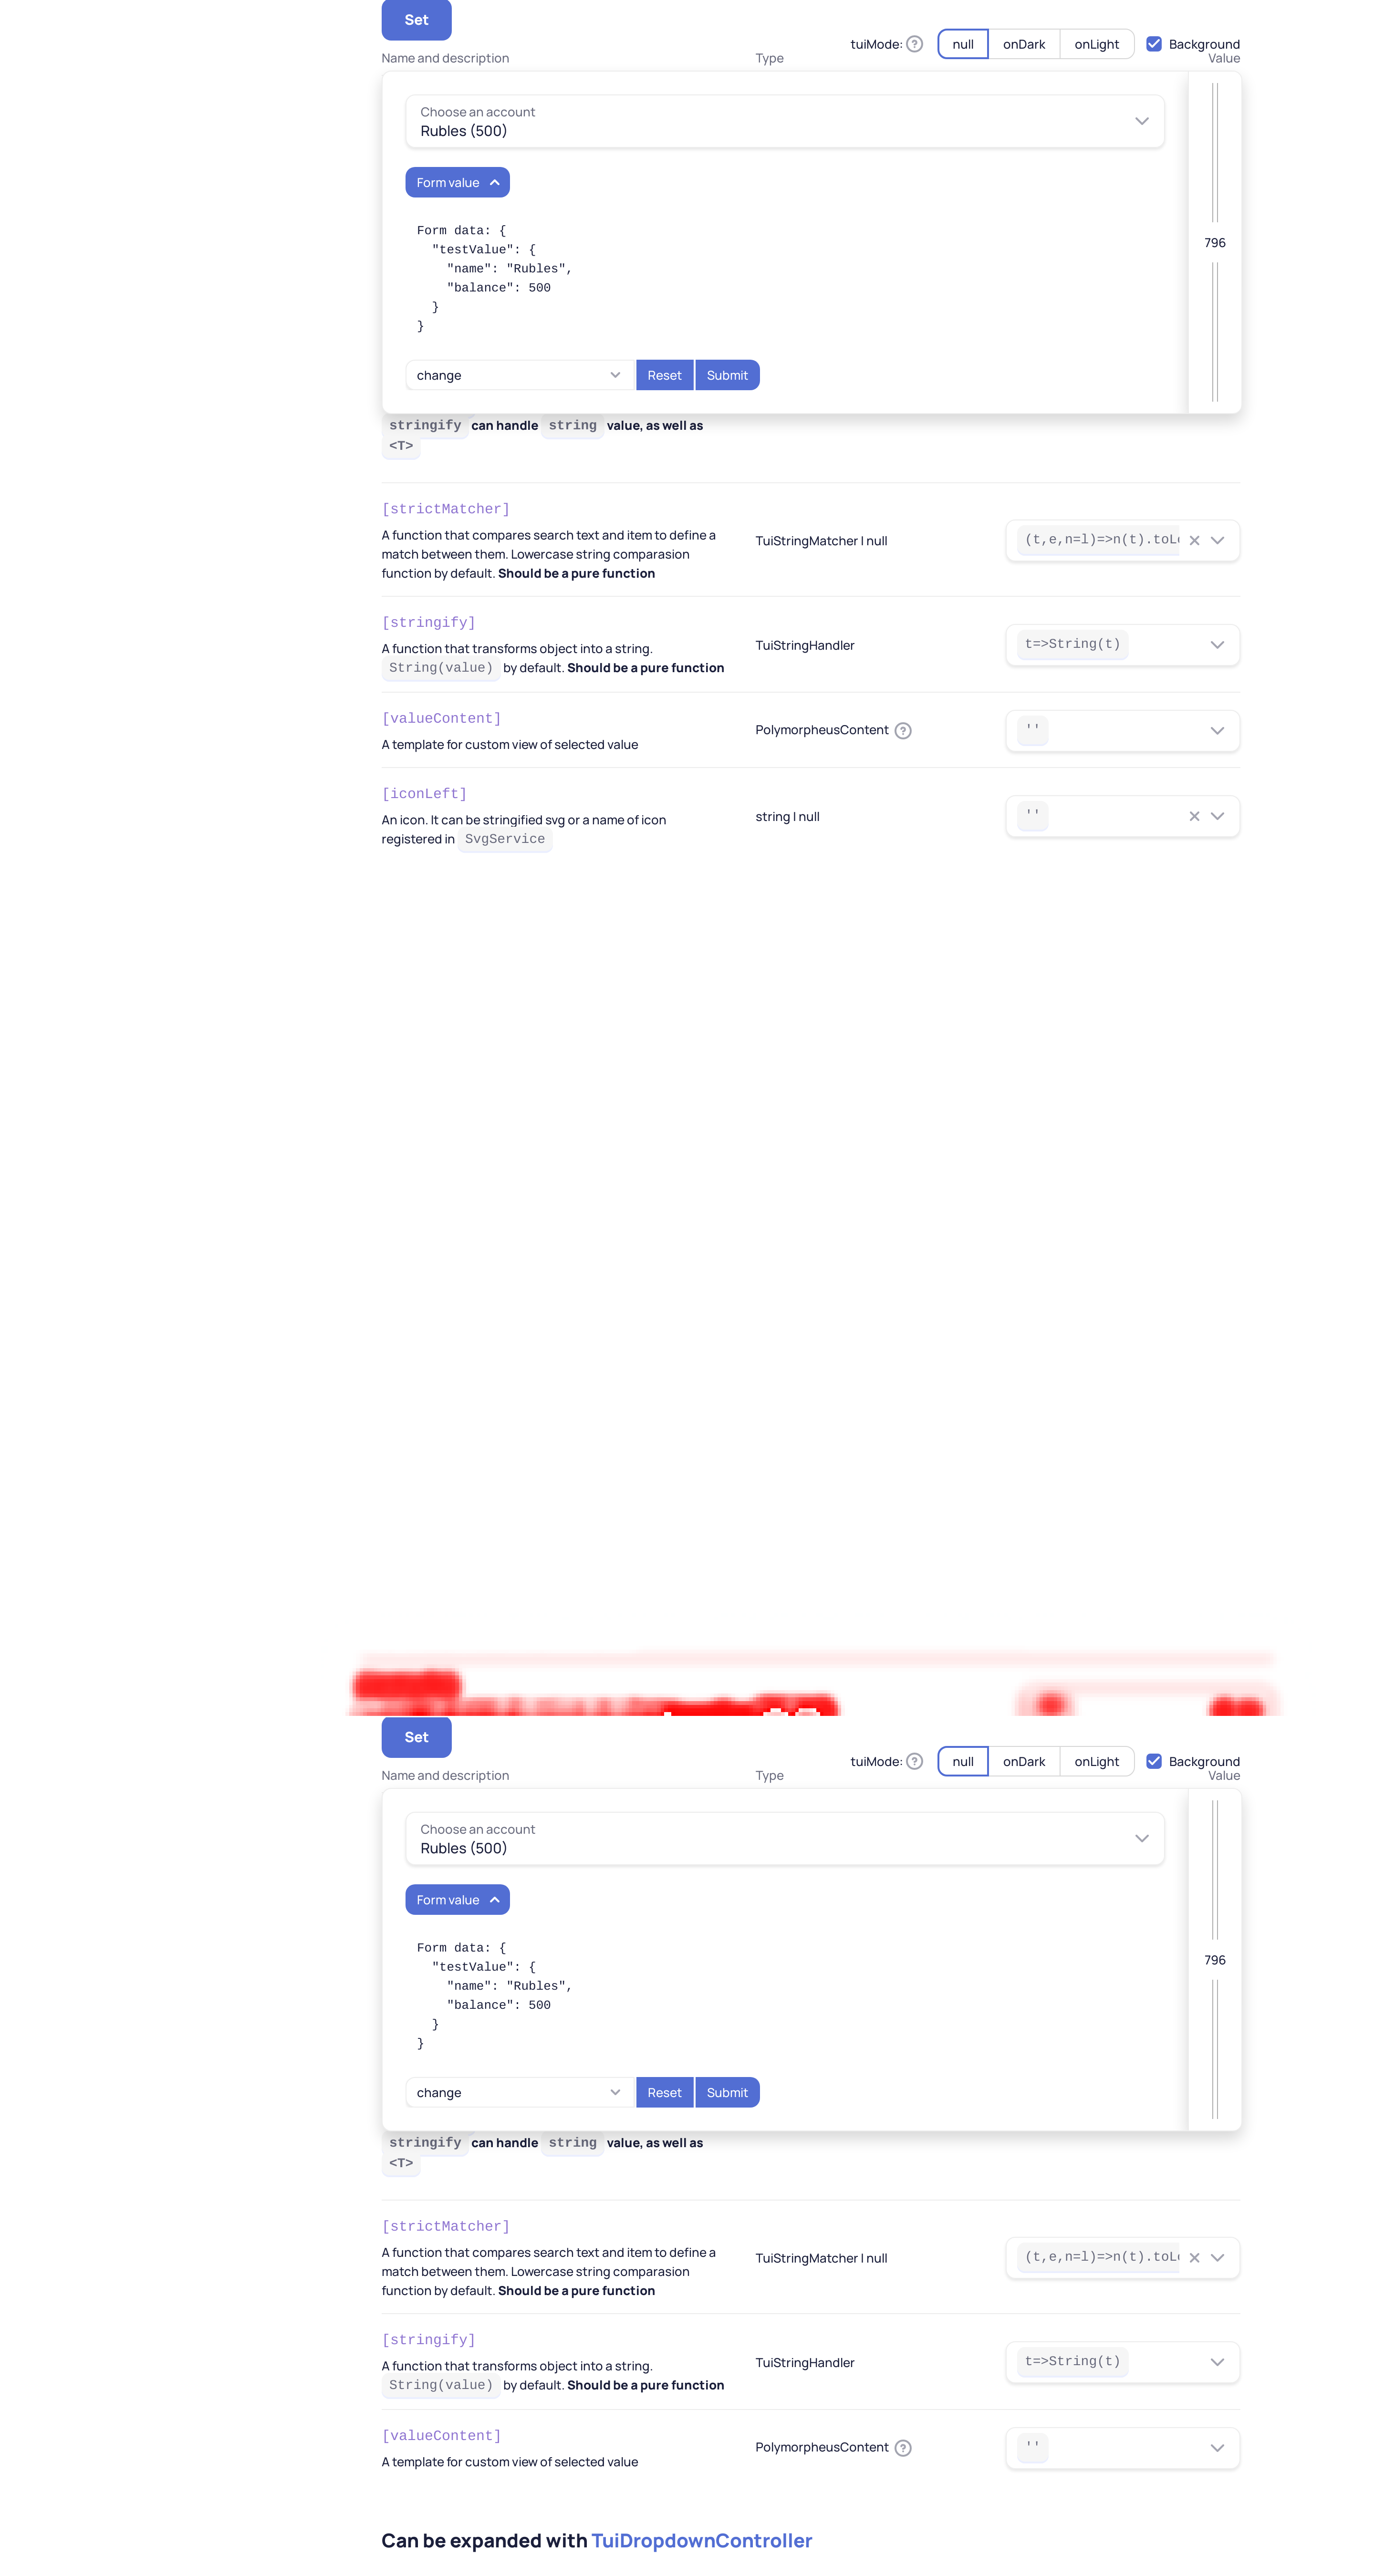 Set
tuiMode: ? null onDark onLight Background
Name and description Type Value
Choose an account
Rubles (500)
Form value
796
Form data: {
"testValue": {
"name": "Rubles",
"balance": 500
}
}
change Reset Submit
stringify can handle string value, as well as
<T>
[strictMatcher]
A function that compares search text and item to define a
match between them. Lowercase string comparasion
function by default. Should be a pure function
TuiStringMatcher | null
(t,e,n=l)=>n(t).toLo
[stringify]
A function that transforms object into a string.
String(value) by default. Should be a pure function
TuiStringHandler
t=>String(t)
[valueContent]
A template for custom view of selected value
PolymorpheusContent ?
''
[iconLeft]
An icon. It can be stringified svg or a name of icon
registered in SvgService
string | null
''
Set
tuiMode: ? null onDark onLight Background
Name and description Type Value
Choose an account
Rubles (500)
Form value
796
Form data: {
"testValue": {
"name": "Rubles",
"balance": 500
}
}
change Reset Submit
stringify can handle string value, as well as
<T>
[strictMatcher]
A function that compares search text and item to define a
match between them. Lowercase string comparasion
function by default. Should be a pure function
TuiStringMatcher | null
(t,e,n=l)=>n(t).toLo
[stringify]
A function that transforms object into a string.
String(value) by default. Should be a pure function
TuiStringHandler
t=>String(t)
[valueContent]
A template for custom view of selected value
PolymorpheusContent ?
''
Can be expanded with TuiDropdownController